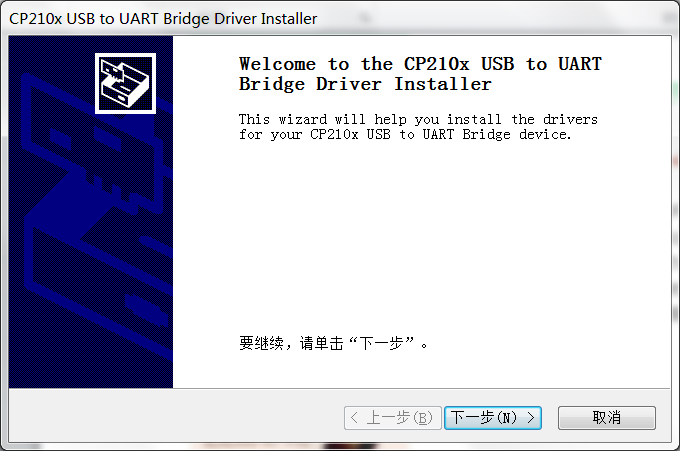 CP210x USB to UART Bridge Driver Installer
Welcome to the CP210x USB to UART
Bridge Driver Installer
This wizard will help you install the drivers
for your CP210x USB to UART Bridge device.
要继续，请单击“下一步”。
< 上一步(B) 下一步(N) > 取消